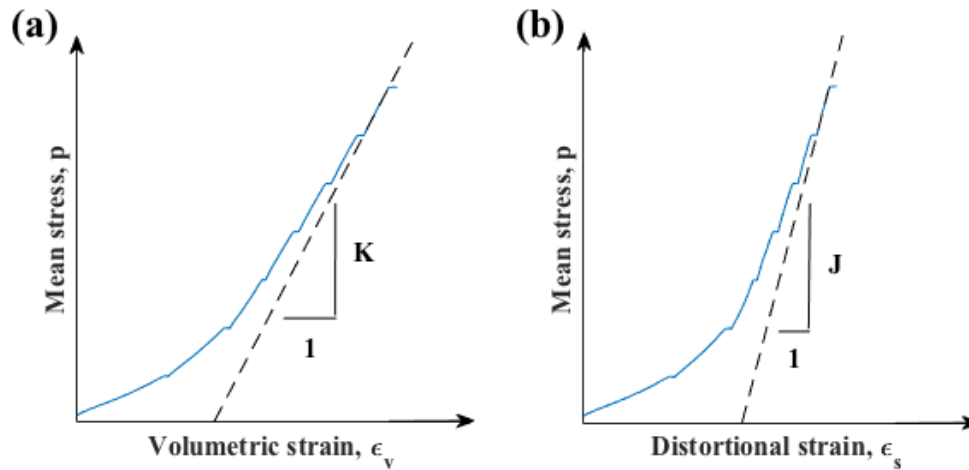 (a)
Mean stress, p
K
1
Volumetric strain, ϵv
(b)
Mean stress, p
J
1
Distortional strain, ϵs